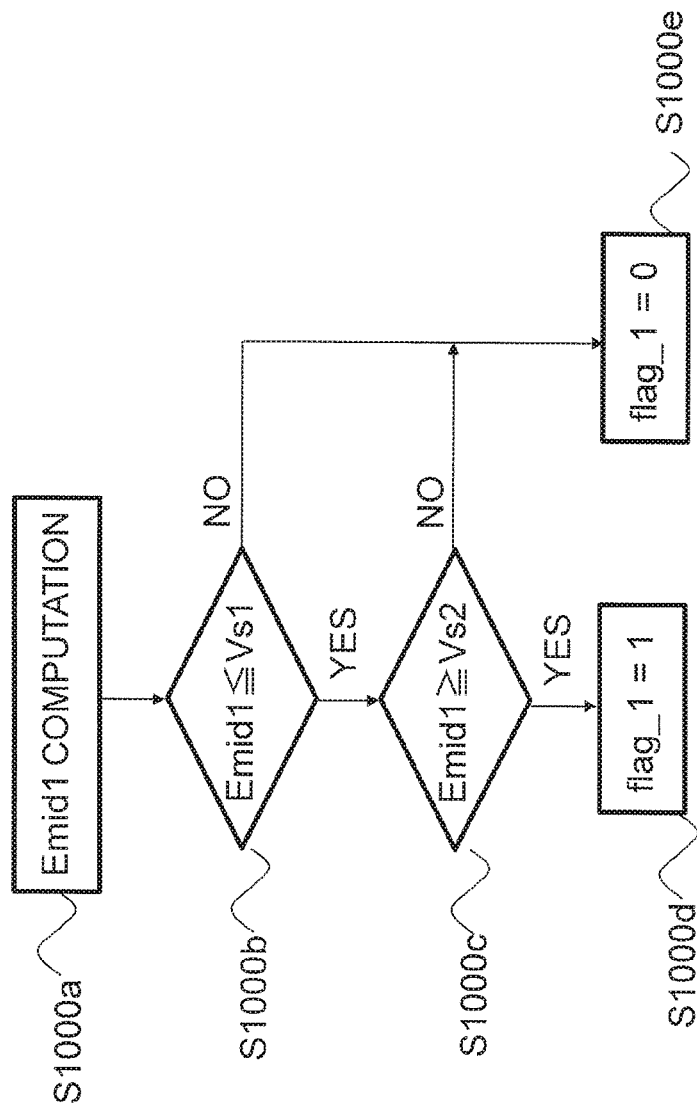 S1000a
Emid1 COMPUTATION
S1000b
Emid1≦Vs1
NO
YES
S1000c
Emid1≧Vs2
NO
YES
S1000d
flag_1 = 1
flag_1 = 0
S1000e